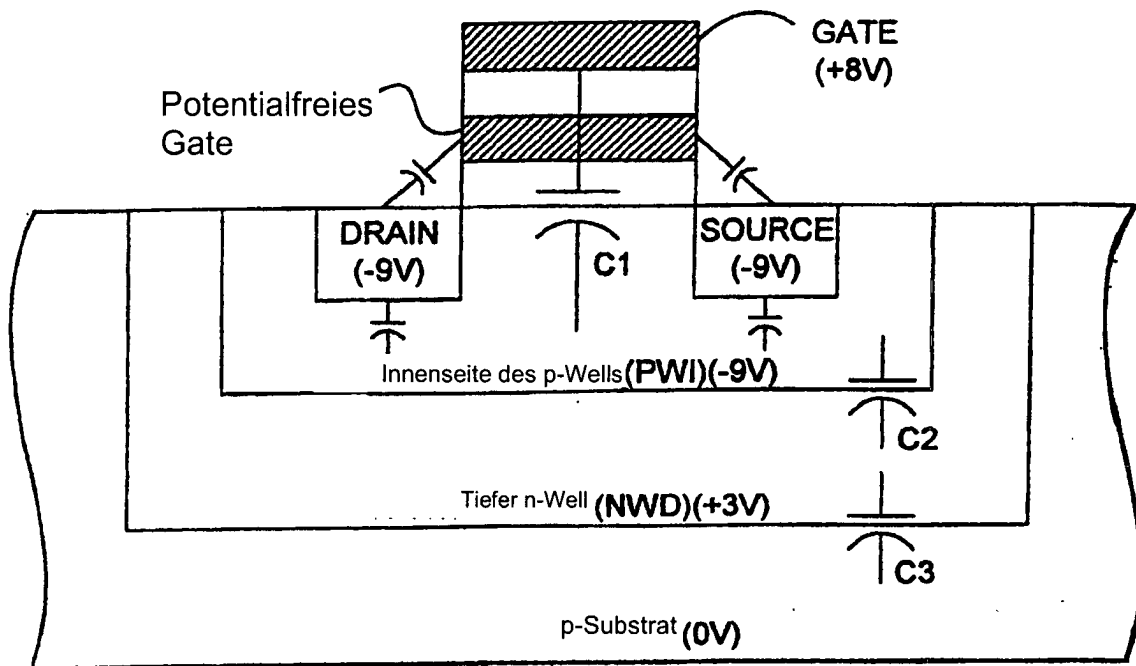 GATE
(+8V)
Potentialfreies
Gate
DRAIN
(-9V)
C1
SOURCE
(-9V)
Innenseite des p-Wells (PWI)(-9V)
C2
Tiefer n-Well (NWD)(+3V)
C3
p-Substrat (0V)